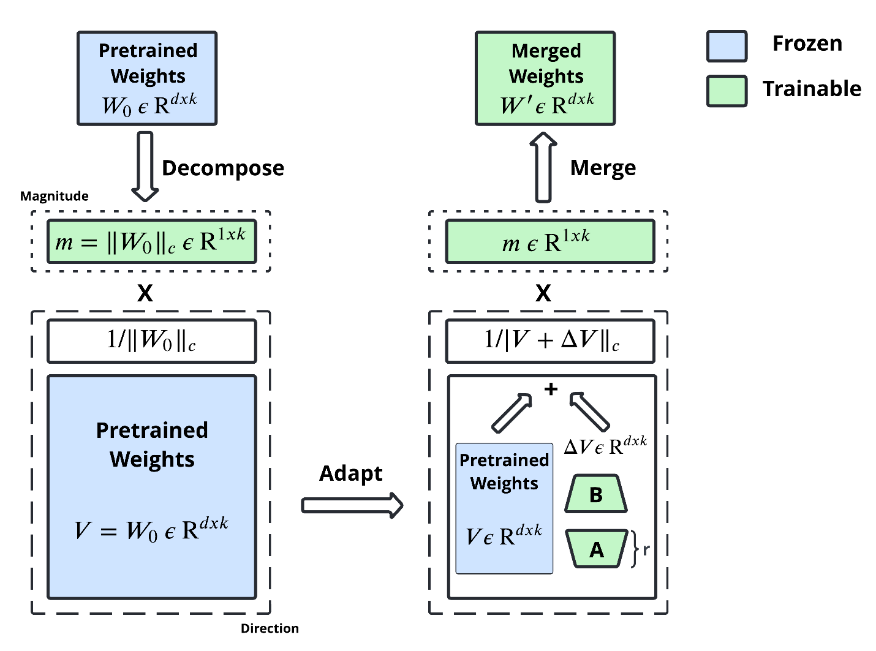 Pretrained
Weights
W₀ ϵ R^{dxk}
Decompose
Magnitude
m = ||W₀||_c ϵ R^{1xk}
X
1/||W₀||_c
Pretrained
Weights
V = W₀ ϵ R^{dxk}
Direction
Adapt
Merged
Weights
W′ ϵ R^{dxk}
Merge
m ϵ R^{1xk}
X
1/|V + ΔV||_c
+
Pretrained
Weights
V ϵ R^{dxk}
ΔV ϵ R^{dxk}
B
A
r
Frozen
Trainable